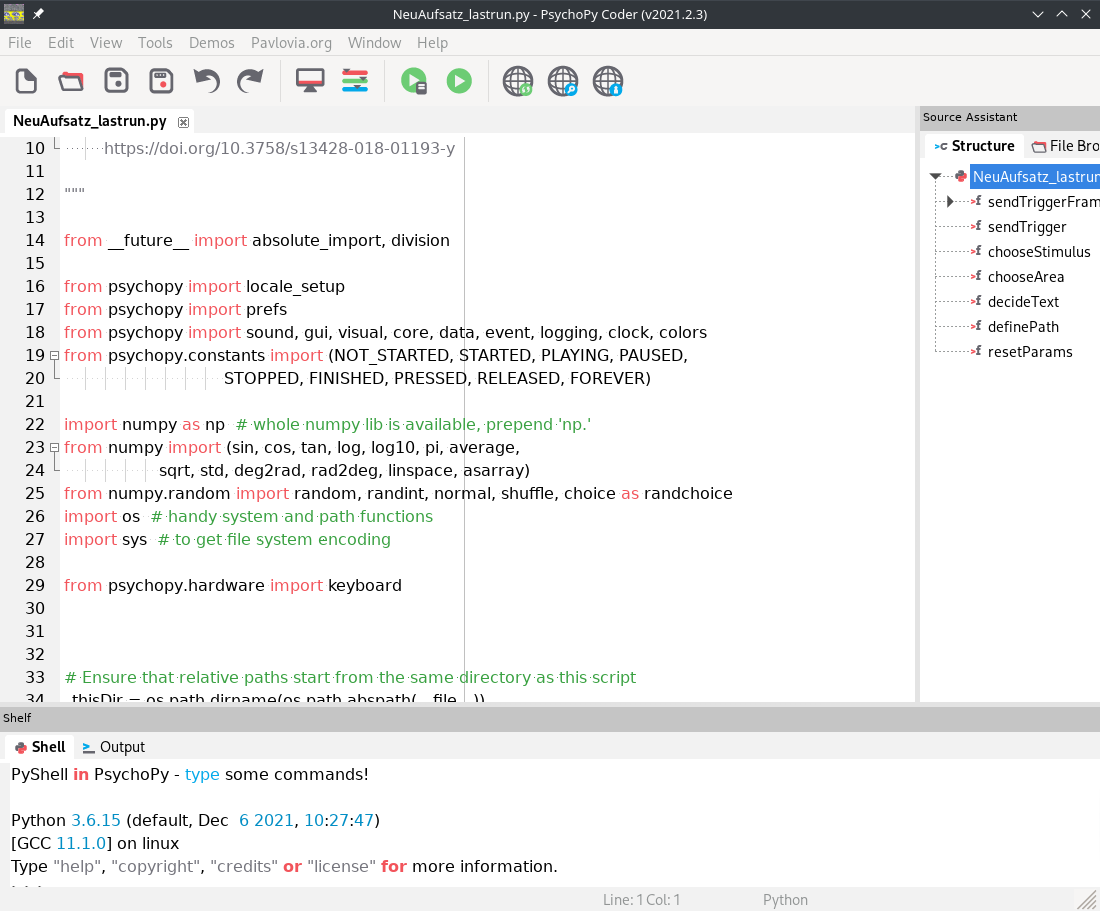 NeuAufsatz_lastrun.py - PsychoPy Coder (v2021.2.3)
File Edit View Tools Demos Pavlovia.org Window Help
NeuAufsatz_lastrun.py
10 https://doi.org/10.3758/s13428-018-01193-y
11
12 """
13
14 from __future__ import absolute_import, division
15
16 from psychopy import locale_setup
17 from psychopy import prefs
18 from psychopy import sound, gui, visual, core, data, event, logging, clock, colors
19 from psychopy.constants import (NOT_STARTED, STARTED, PLAYING, PAUSED,
20 STOPPED, FINISHED, PRESSED, RELEASED, FOREVER)
21
22 import numpy as np # whole numpy lib is available, prepend 'np.'
23 from numpy import (sin, cos, tan, log, log10, pi, average,
24 sqrt, std, deg2rad, rad2deg, linspace, asarray)
25 from numpy.random import random, randint, normal, shuffle, choice as randchoice
26 import os # handy system and path functions
27 import sys # to get file system encoding
28
29 from psychopy.hardware import keyboard
30
31
32
33 # Ensure that relative paths start from the same directory as this script
34 _thisDir = os.path.dirname(os.path.abspath(__file__))
Source Assistant
Structure File Bro
NeuAufsatz_lastrun
sendTriggerFram
sendTrigger
chooseStimulus
chooseArea
decideText
definePath
resetParams
Shelf
Shell Output
PyShell in PsychoPy - type some commands!
Python 3.6.15 (default, Dec  6 2021, 10:27:47)
[GCC 11.1.0] on linux
Type "help", "copyright", "credits" or "license" for more information.
Line: 1 Col: 1 Python